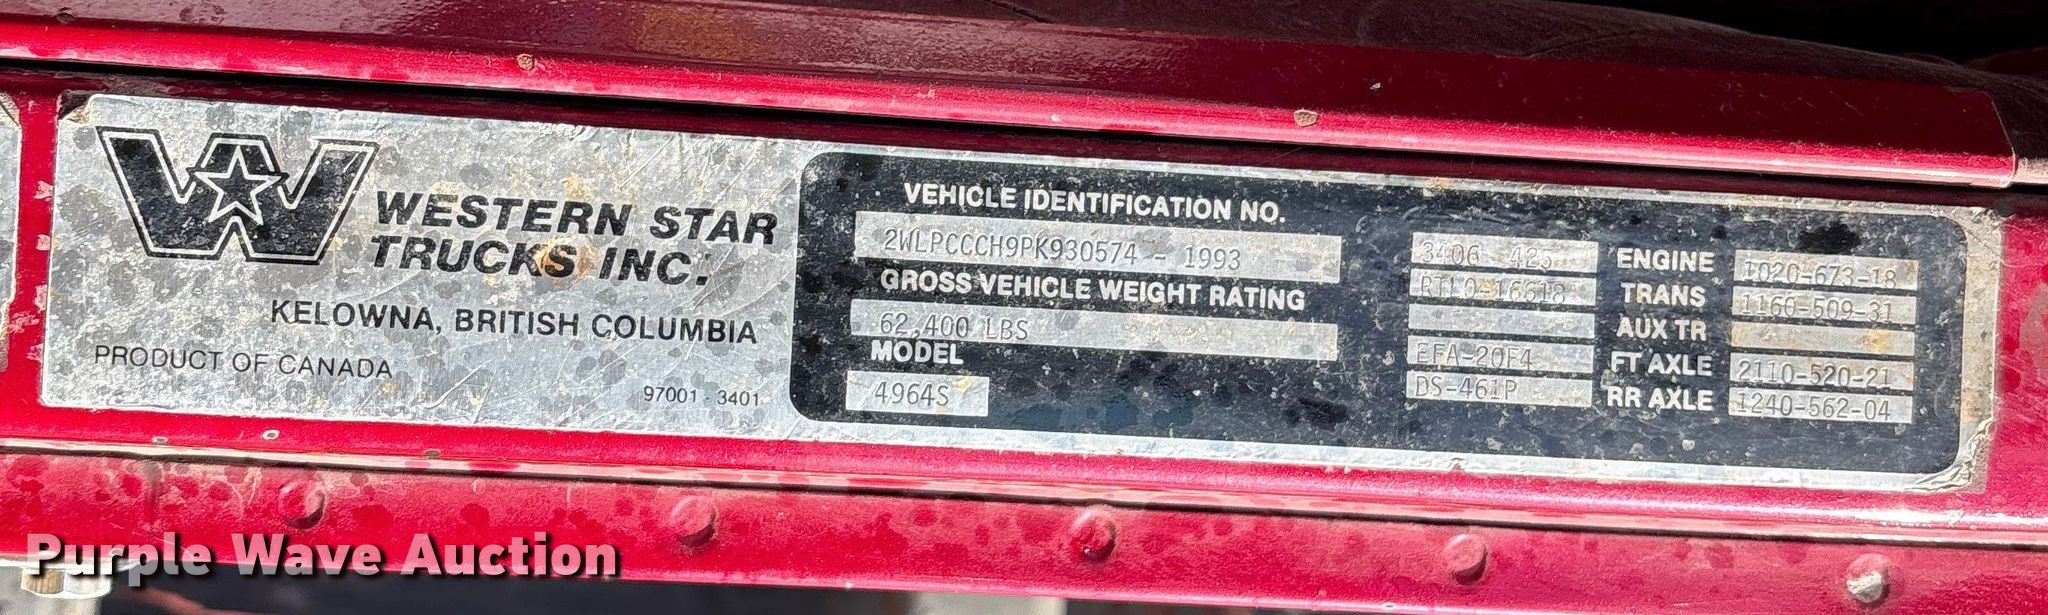 WESTERN STAR
TRUCKS INC.
KELOWNA, BRITISH COLUMBIA
PRODUCT OF CANADA
97001 - 3401
VEHICLE IDENTIFICATION NO.
2WLPCCCH9PK930574 - 1993
GROSS VEHICLE WEIGHT RATING
62,400 LBS
MODEL
4964S
3406 425 ENGINE 1020-673-18
RTLO-16618 TRANS 1160-509-31
AUX TR
EFA-20F4 FT AXLE 2110-520-21
DS-461P RR AXLE 1240-562-04
Purple Wave Auction